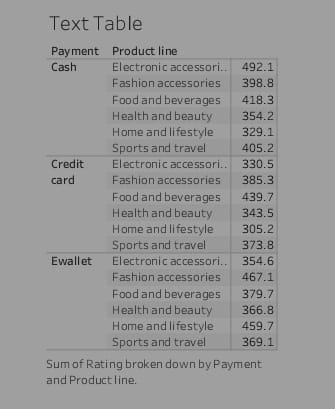 Text Table
Payment Product line
Cash Electronic accessori.. 492.1
Fashion accessories 398.8
Food and beverages 418.3
Health and beauty 354.2
Home and lifestyle 329.1
Sports and travel 405.2
Credit Electronic accessori.. 330.5
card Fashion accessories 385.3
Food and beverages 439.7
Health and beauty 343.5
Home and lifestyle 305.2
Sports and travel 373.8
Ewallet Electronic accessori.. 354.6
Fashion accessories 467.1
Food and beverages 379.7
Health and beauty 366.8
Home and lifestyle 459.7
Sports and travel 369.1
Sum of Rating broken down by Payment
and Product line.